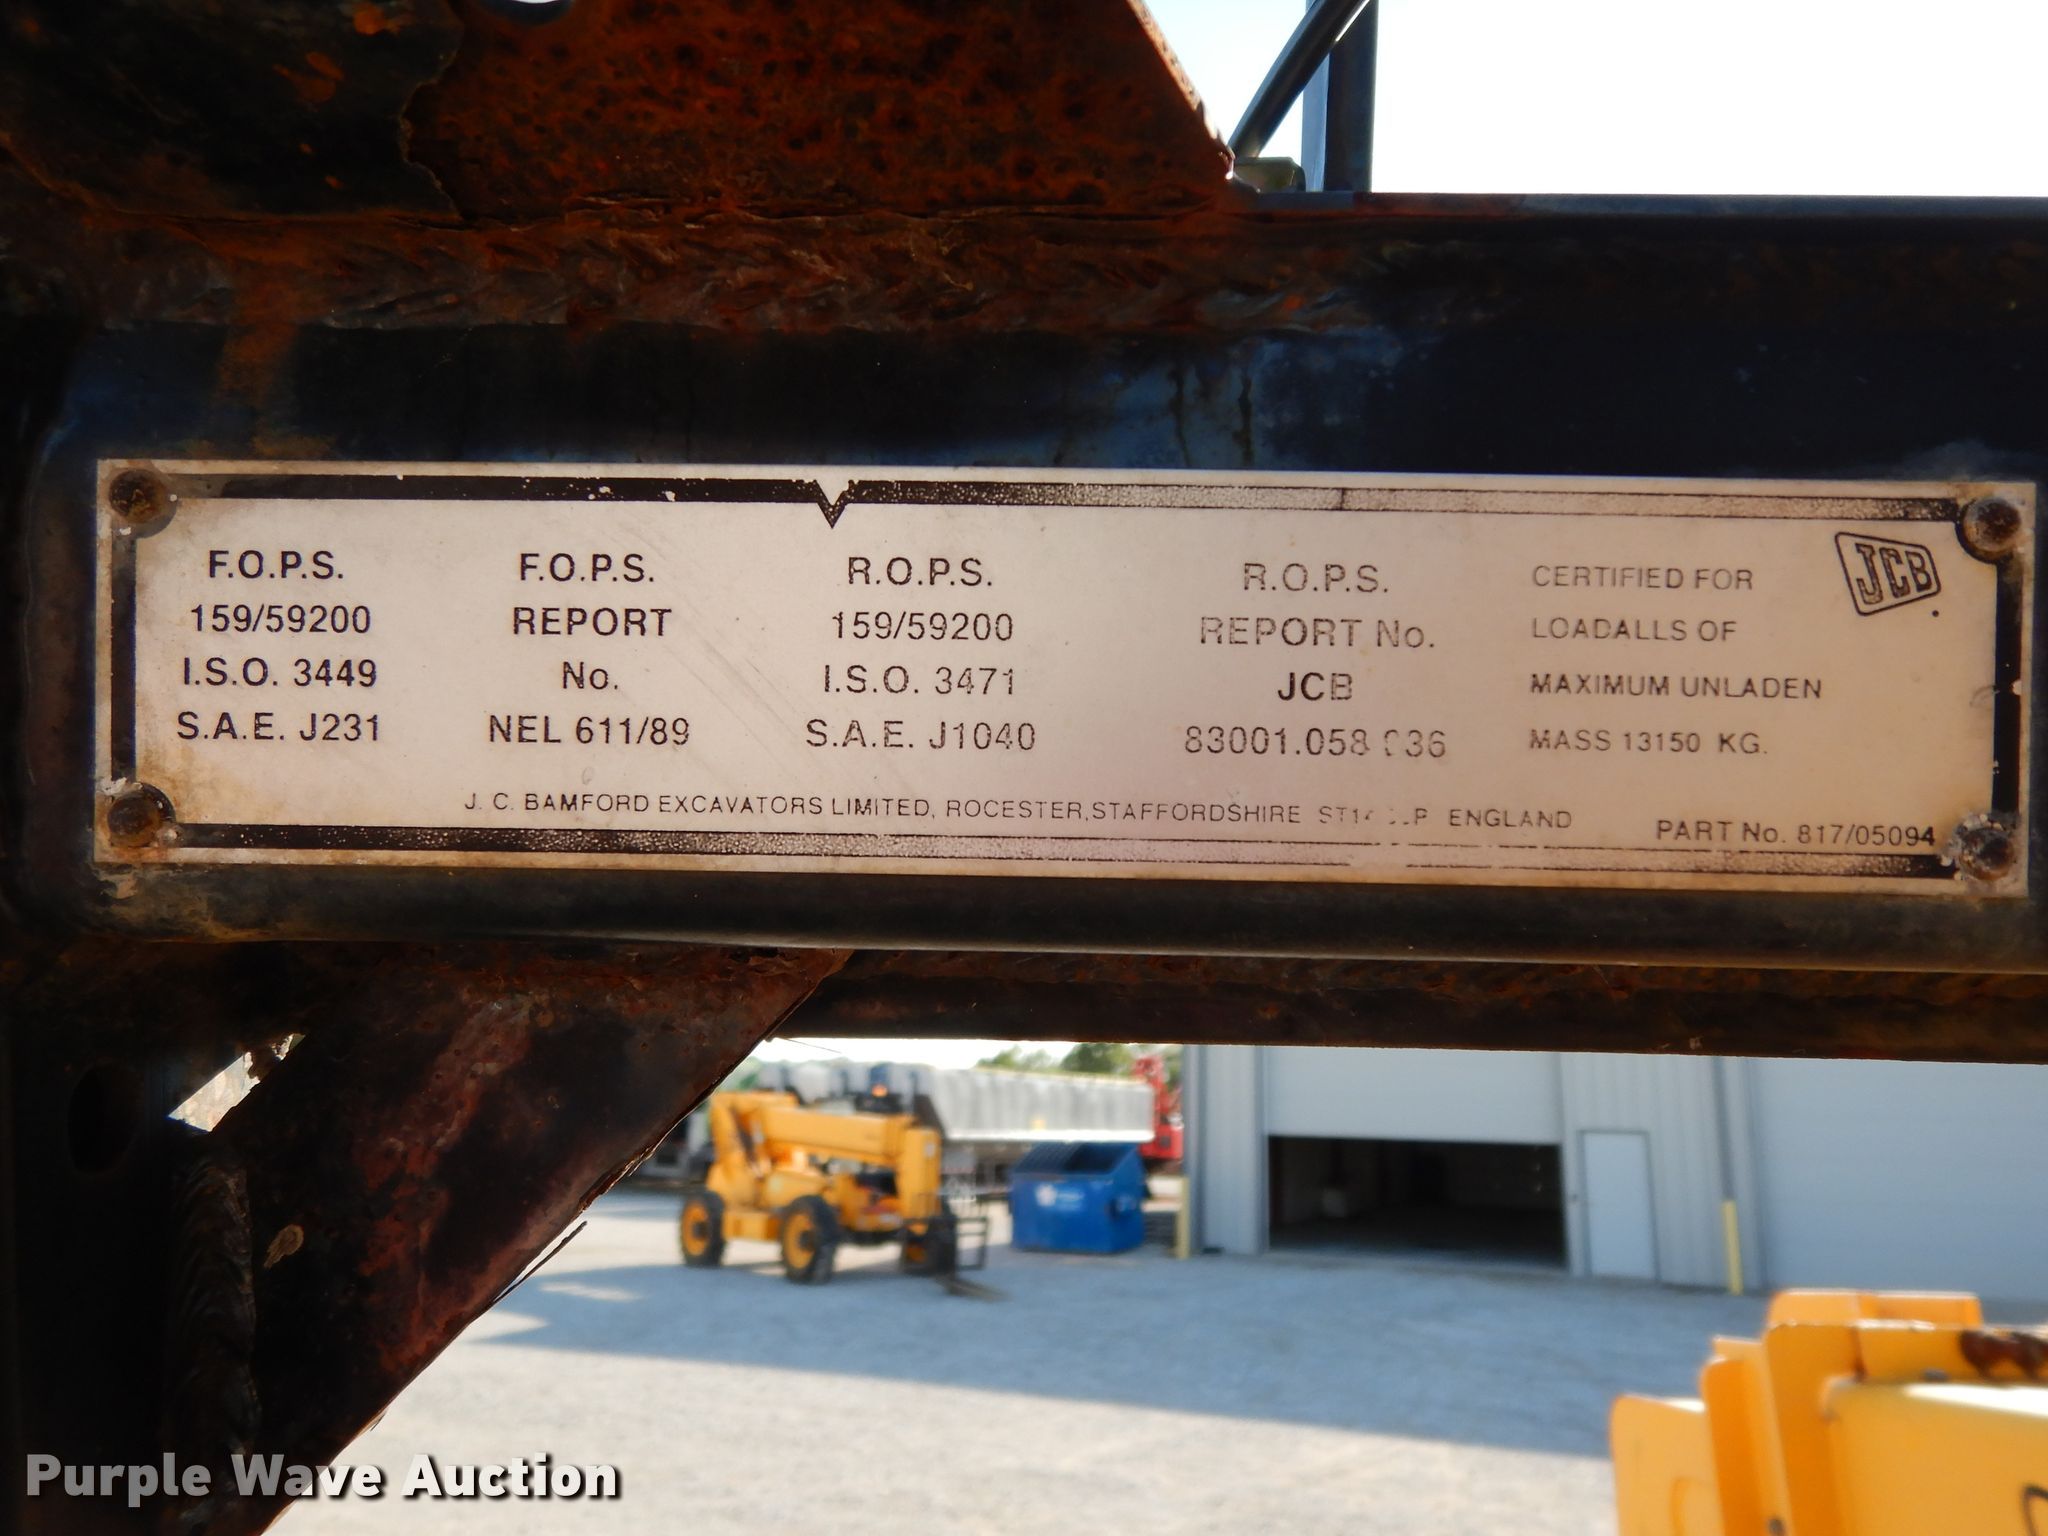 F.O.P.S.
159/59200
I.S.O. 3449
S.A.E. J231
F.O.P.S.
REPORT
No.
NEL 611/89
R.O.P.S.
159/59200
I.S.O. 3471
S.A.E. J1040
R.O.P.S.
REPORT No.
JCB
CERTIFIED FOR
LOADALLS OF
MAXIMUM UNLADEN
MASS 13150 KG.
JCB
J. C. BAMFORD EXCAVATORS LIMITED, ROCESTER, STAFFORDSHIRE ENGLAND
PART No. 817/05094
Purple Wave Auction